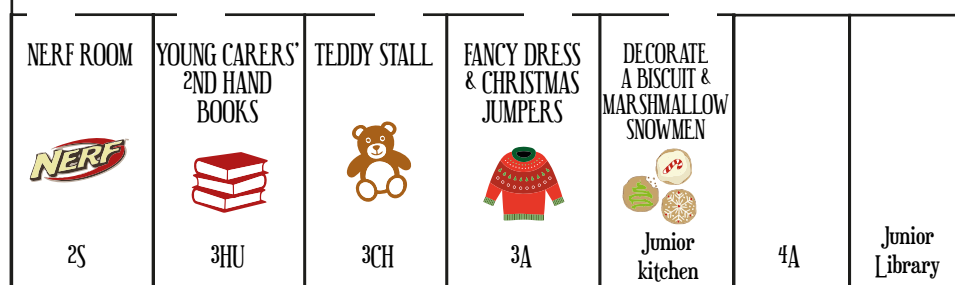 NERF ROOM
NERF
2S
YOUNG CARERS'
2ND HAND
BOOKS
3HU
TEDDY STALL
3CH
FANCY DRESS
& CHRISTMAS
JUMPERS
3A
DECORATE
A BISCUIT &
MARSHMALLOW
SNOWMEN
Junior
kitchen
4A
Junior
Library